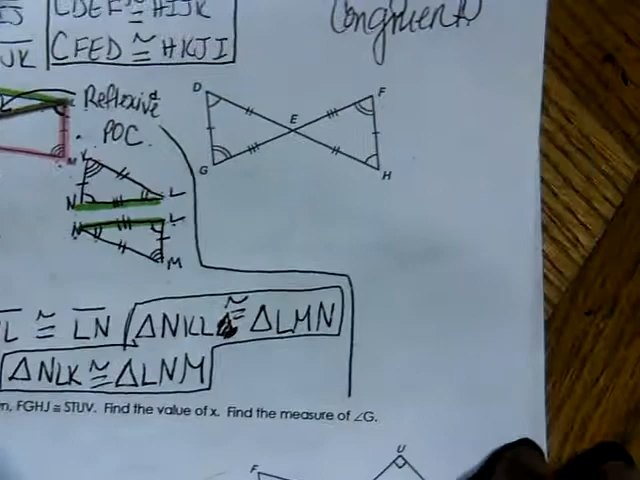 CDEF ≅ HIJK
JK CFED ≅ HKJI
Congruent
Reflexive
POC.
D F
E
G H
M
K
N L
N L
M
L ≅ LN ΔNKL ≅ ΔLMN
ΔNLK ≅ ΔLNM
FGHJ ≅ STUV. Find the value of x. Find the measure of ∠G.
F U